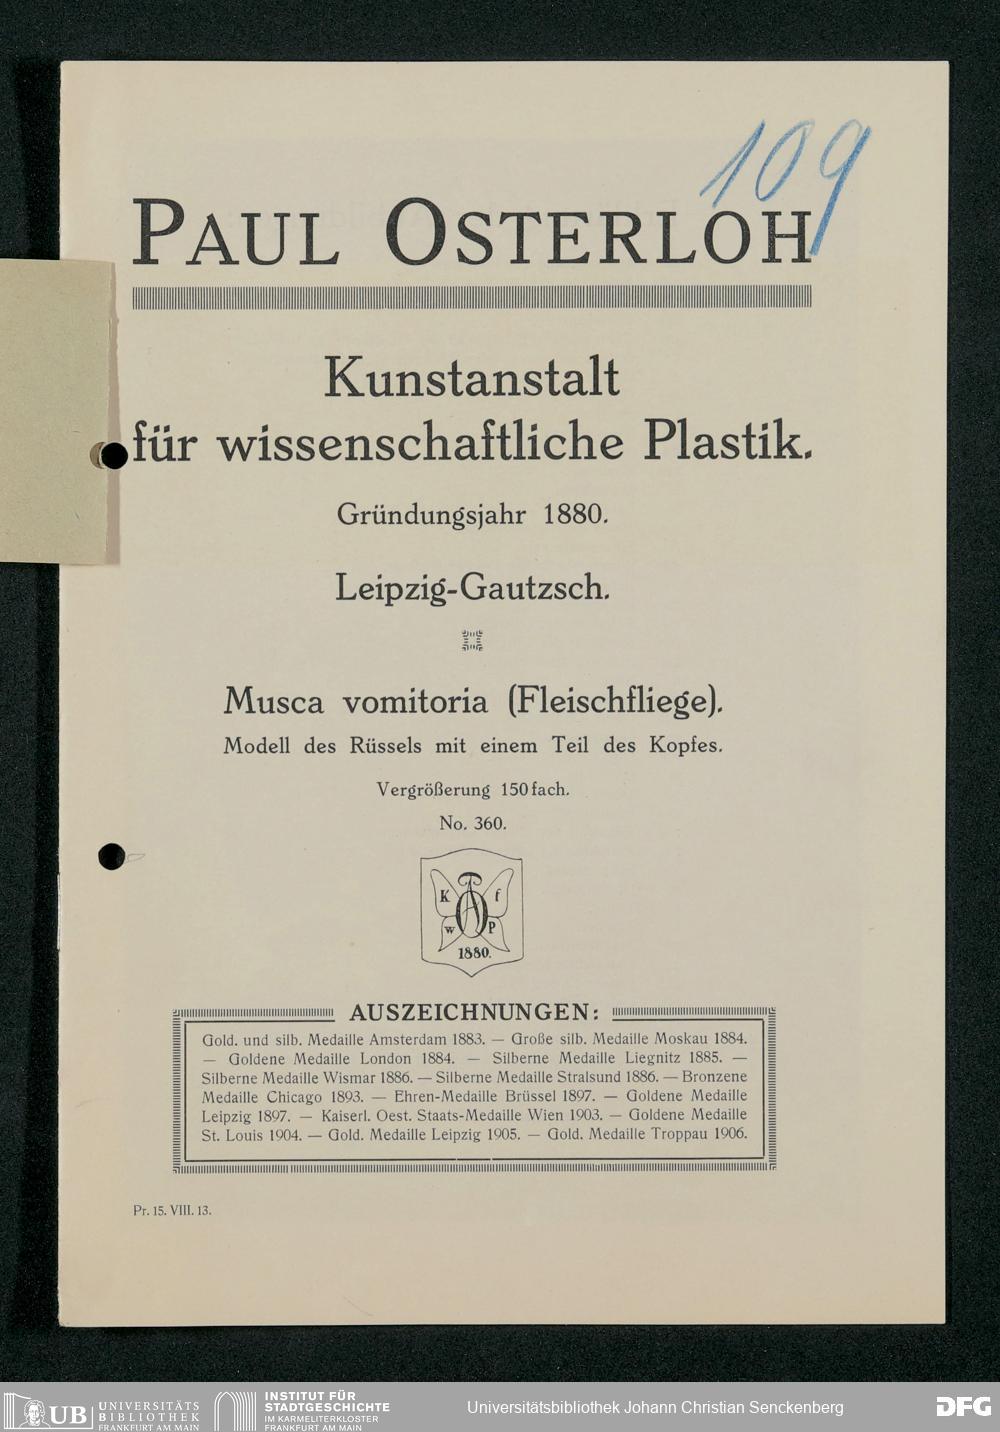 109
PAUL OSTERLOH
Kunstanstalt
für wissenschaftliche Plastik.
Gründungsjahr 1880.
Leipzig-Gautzsch.
Musca vomitoria (Fleischfliege).
Modell des Rüssels mit einem Teil des Kopfes.
Vergrößerung 150fach.
No. 360.
K f
w P
1880.
AUSZEICHNUNGEN:
Gold. und silb. Medaille Amsterdam 1883. — Große silb. Medaille Moskau 1884.
— Goldene Medaille London 1884. — Silberne Medaille Liegnitz 1885. —
Silberne Medaille Wismar 1886. — Silberne Medaille Stralsund 1886. — Bronzene
Medaille Chicago 1893. — Ehren-Medaille Brüssel 1897. — Goldene Medaille
Leipzig 1897. — Kaiserl. Oest. Staats-Medaille Wien 1903. — Goldene Medaille
St. Louis 1904. — Gold. Medaille Leipzig 1905. — Gold. Medaille Troppau 1906.
Pr. 15. VIII. 13.
UB UNIVERSITÄTS
BIBLIOTHEK
FRANKFURT AM MAIN
INSTITUT FÜR
STADTGESCHICHTE
IM KARMELITERKLOSTER
FRANKFURT AM MAIN
Universitätsbibliothek Johann Christian Senckenberg
DFG